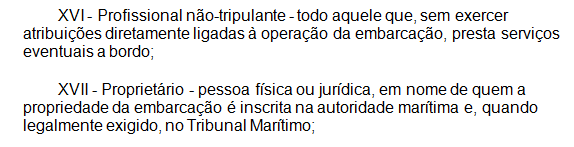 XVI - Profissional não-tripulante - todo aquele que, sem exercer
atribuições diretamente ligadas à operação da embarcação, presta serviços
eventuais a bordo;
XVII - Proprietário - pessoa física ou jurídica, em nome de quem a
propriedade da embarcação é inscrita na autoridade marítima e, quando
legalmente exigido, no Tribunal Marítimo;